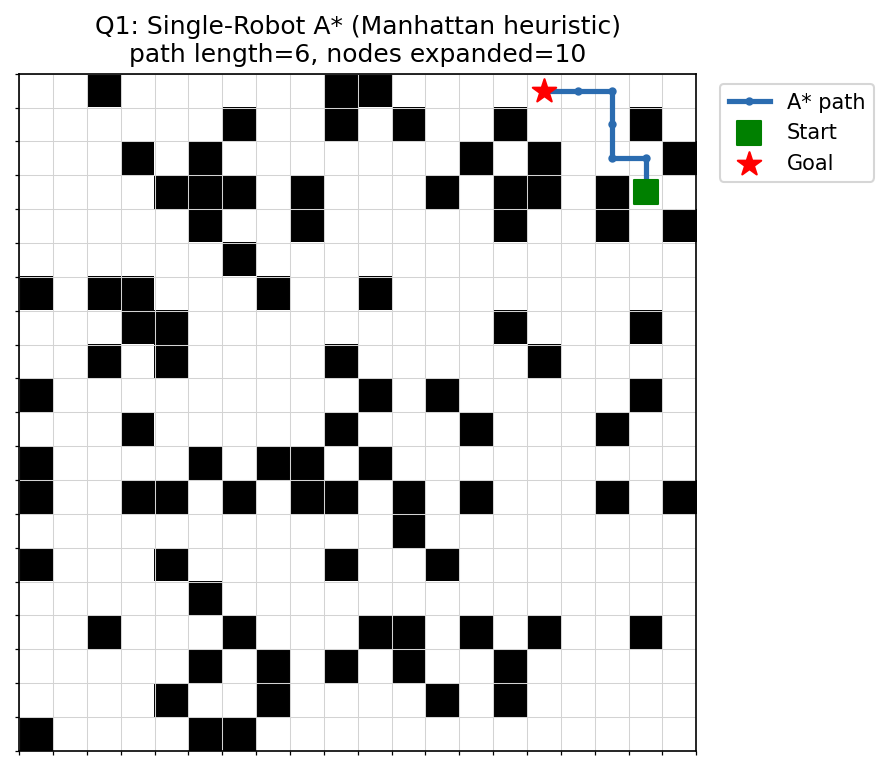 Q1: Single-Robot A* (Manhattan heuristic)
path length=6, nodes expanded=10
A* path
Start
Goal